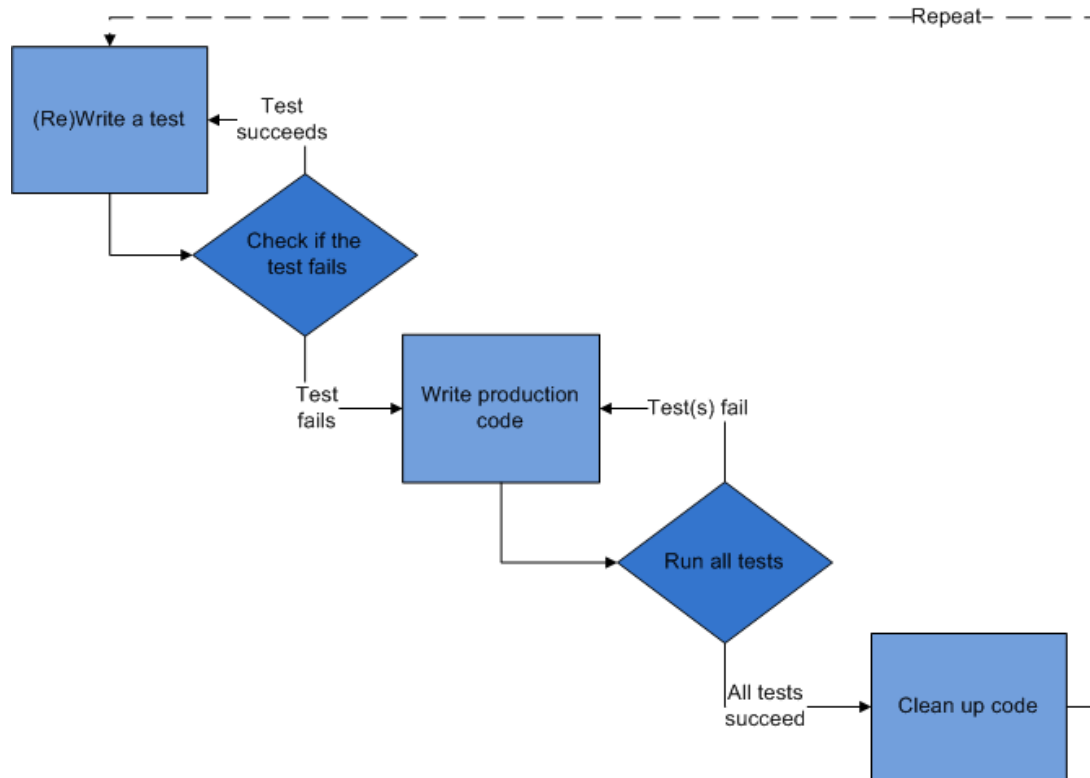 Repeat
(Re)Write a test
Test
succeeds
Check if the
test fails
Test
fails
Write production
code
Test(s) fail
Run all tests
All tests
succeed
Clean up code